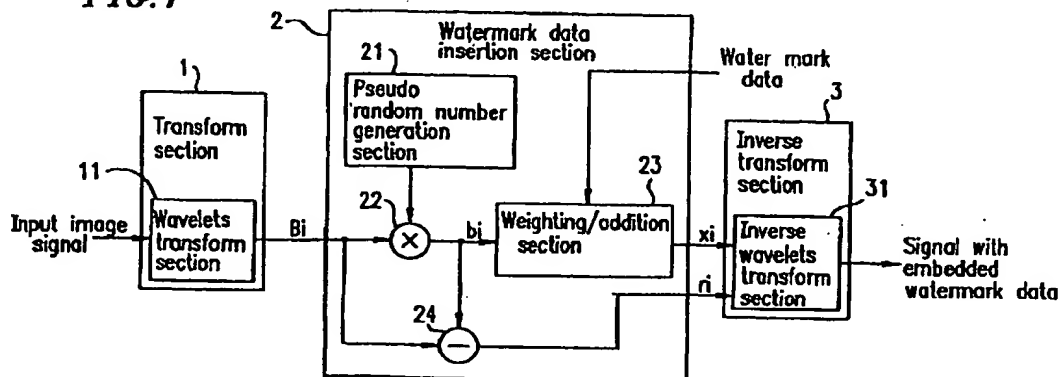 FIG.7
2
Watermark data
insertion section
21
Pseudo
random number
generation
section
Water mark
data
1
Transform
section
11
Wavelets
transform
section
Input image
signal
Bi
22
×
bi
23
Weighting/addition
section
xi
24
−
ri
3
Inverse
transform
section
31
Inverse
wavelets
transform
section
Signal with
embedded
watermark data